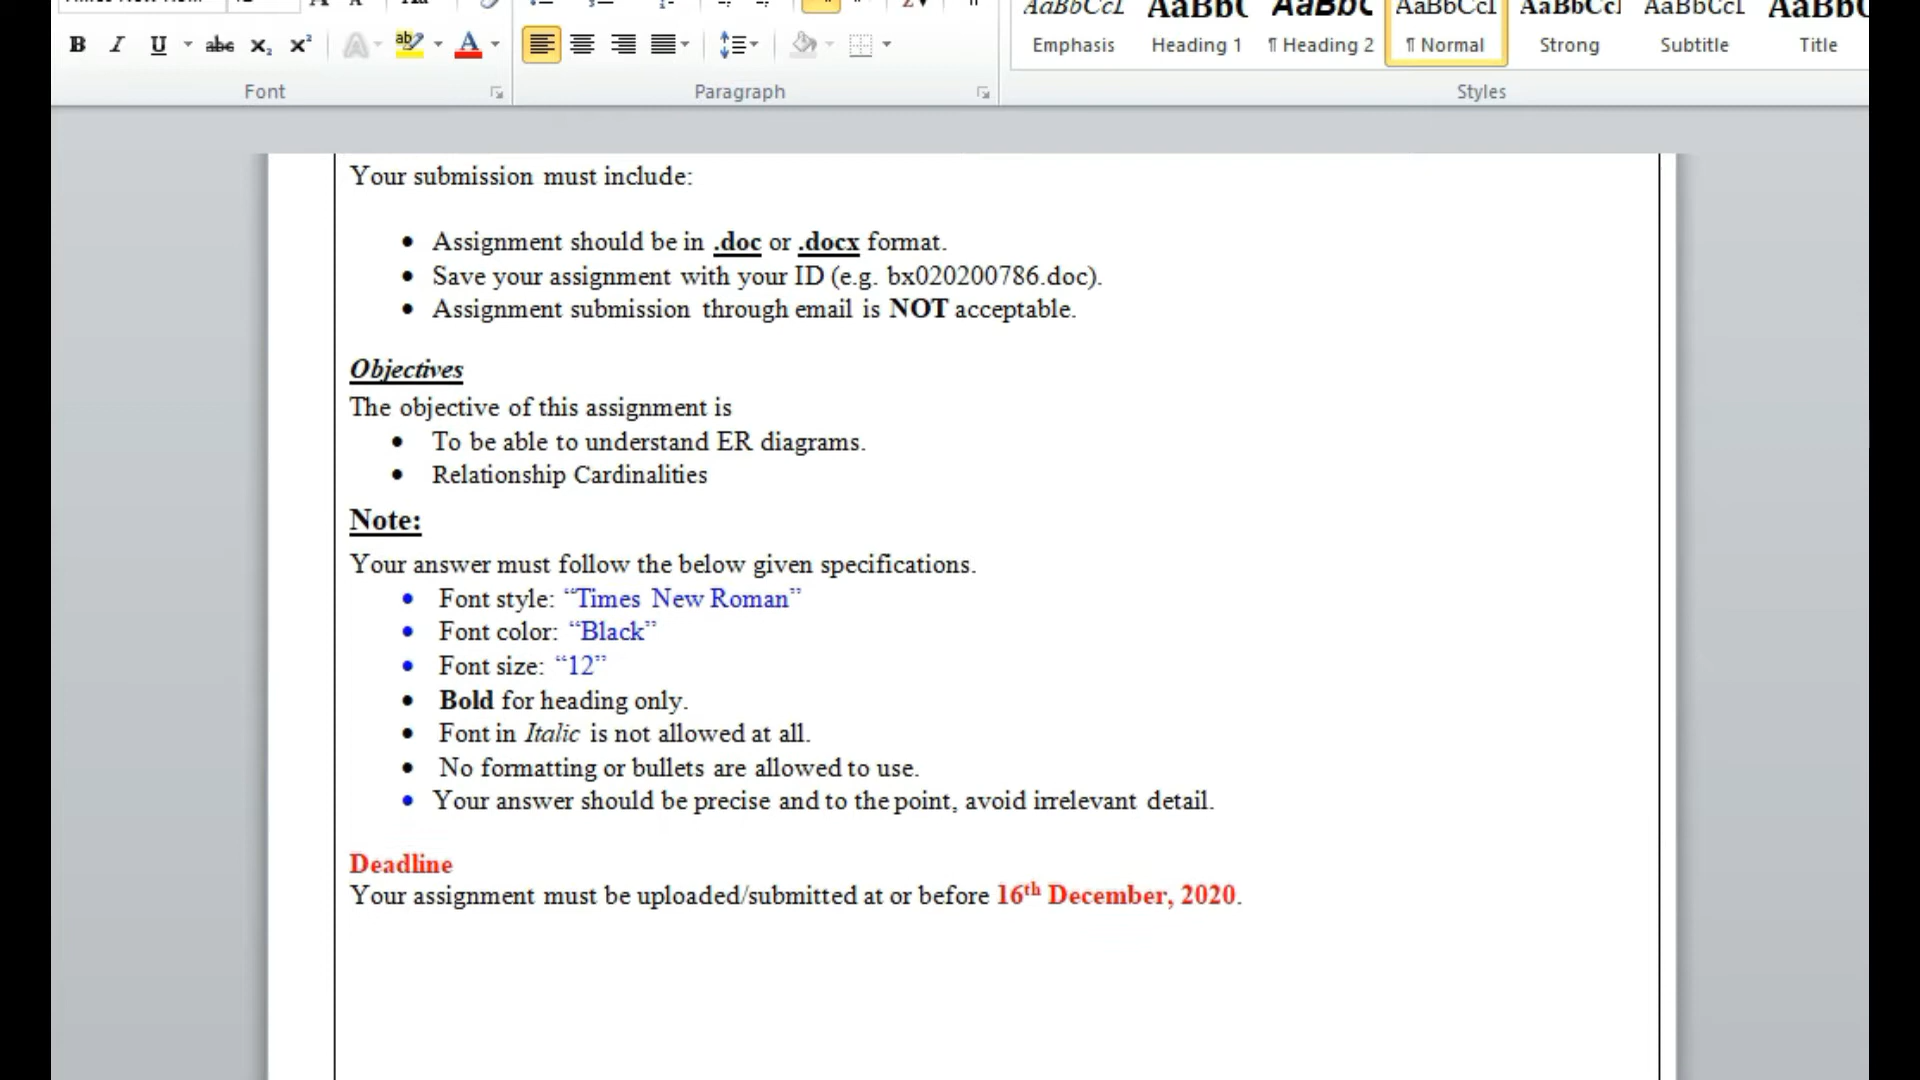 B I U abc X₂ X² A ab A
Font Paragraph Styles
AaBbCcL AaBb( AaBbC AaBbCcI AaBbCcI AaBbCcL AaBbC
Emphasis Heading 1 ¶ Heading 2 ¶ Normal Strong Subtitle Title
Your submission must include:
• Assignment should be in .doc or .docx format.
• Save your assignment with your ID (e.g. bx020200786.doc).
• Assignment submission through email is NOT acceptable.
Objectives
The objective of this assignment is
• To be able to understand ER diagrams.
• Relationship Cardinalities
Note:
Your answer must follow the below given specifications.
• Font style: “Times New Roman”
• Font color: “Black”
• Font size: “12”
• Bold for heading only.
• Font in Italic is not allowed at all.
• No formatting or bullets are allowed to use.
• Your answer should be precise and to the point, avoid irrelevant detail.
Deadline
Your assignment must be uploaded/submitted at or before 16th December, 2020.